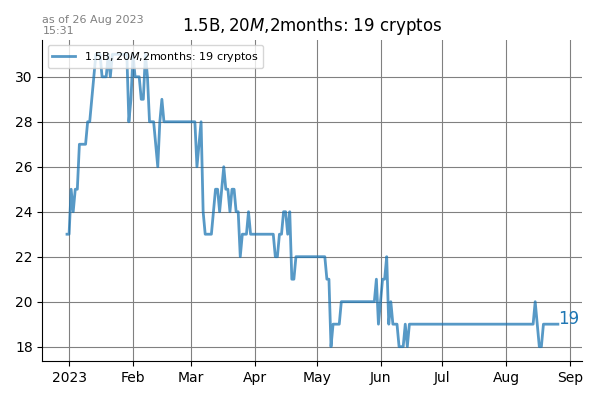 as of 26 Aug 2023
15:31
1.5B, 20M,2months: 19 cryptos
1.5B, 20M,2months: 19 cryptos
30
28
26
24
22
20
18
19
2023 Feb Mar Apr May Jun Jul Aug Sep